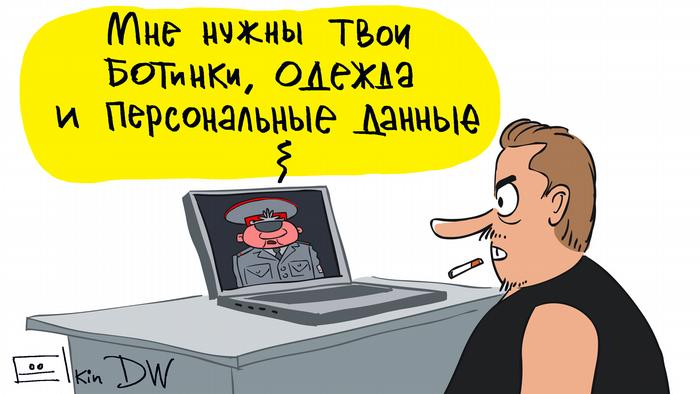 Мне нужны твои
ботинки, одежда
и персональные данные
Elkin DW